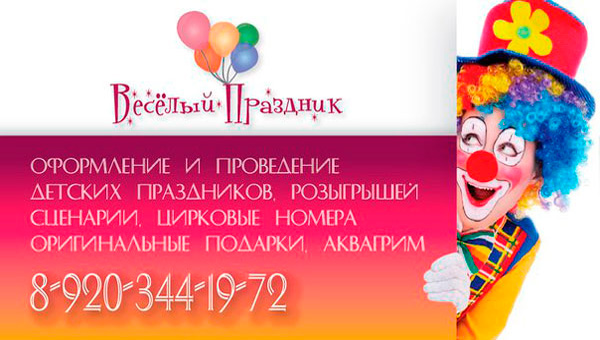 Весёлый Праздник
ОФОРМЛЕНИЕ И ПРОВЕДЕНИЕ
ДЕТСКИХ ПРАЗДНИКОВ, РОЗЫГРЫШЕЙ
СЦЕНАРИИ, ЦИРКОВЫЕ НОМЕРА
ОРИГИНАЛЬНЫЕ ПОДАРКИ, АКВАГРИМ
8-920-344-19-72